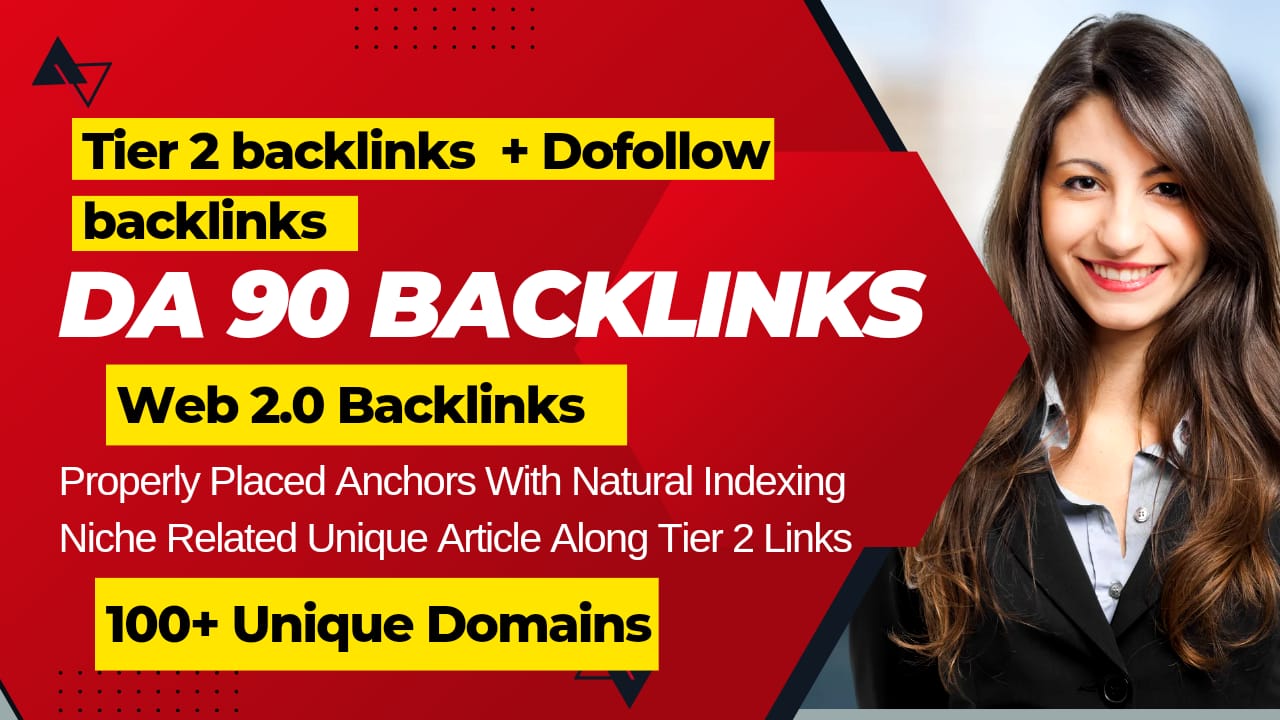 Tier 2 backlinks + Dofollow
backlinks
DA 90 BACKLINKS
Web 2.0 Backlinks
Properly Placed Anchors With Natural Indexing
Niche Related Unique Article Along Tier 2 Links
100+ Unique Domains